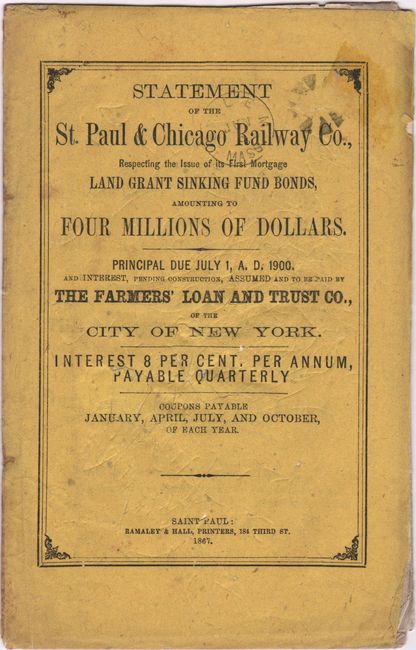 STATEMENT
OF THE
St. Paul & Chicago Railway Co.,
Respecting the Issue of its First Mortgage
LAND GRANT SINKING FUND BONDS,
AMOUNTING TO
FOUR MILLIONS OF DOLLARS.
PRINCIPAL DUE JULY 1, A. D. 1900.
AND INTEREST, PENDING CONSTRUCTION, ASSUMED AND TO BE PAID BY
THE FARMERS' LOAN AND TRUST CO.,
OF THE
CITY OF NEW YORK.
INTEREST 8 PER CENT. PER ANNUM,
PAYABLE QUARTERLY
COUPONS PAYABLE
JANUARY, APRIL, JULY, AND OCTOBER,
OF EACH YEAR.
SAINT PAUL:
RAMALEY & HALL, PRINTERS, 184 THIRD ST.
1867.
MASS